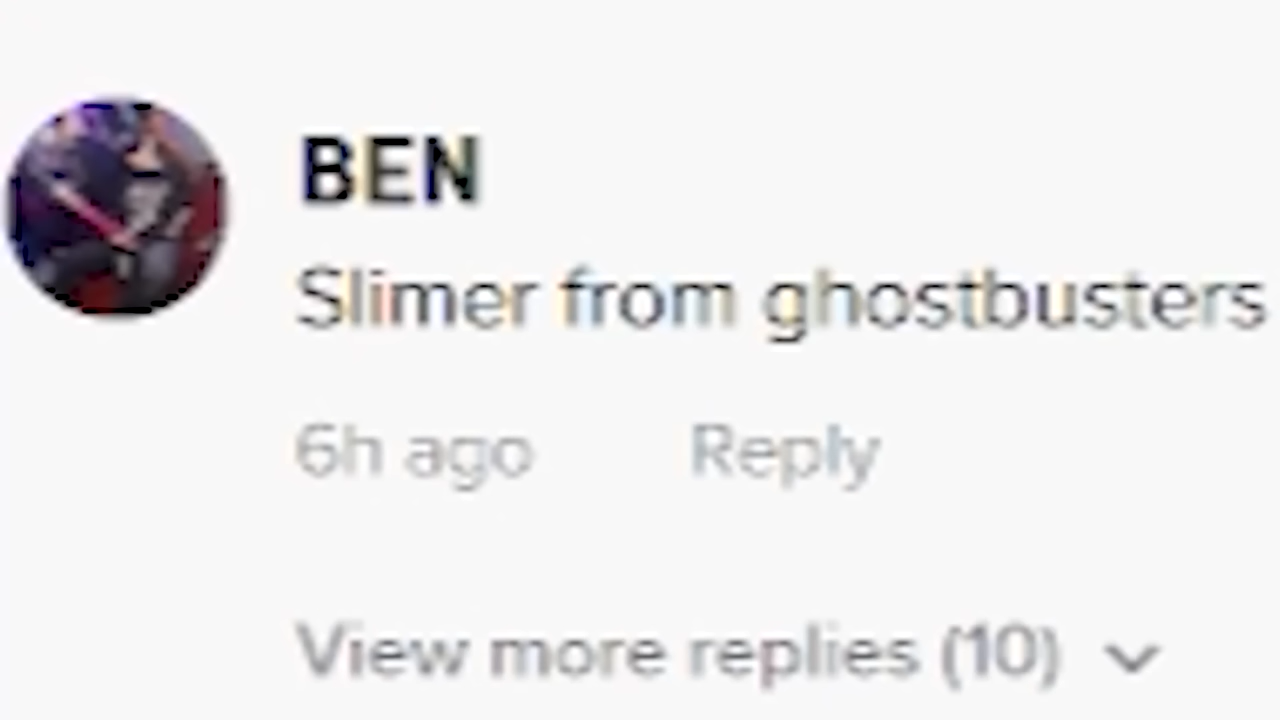 BEN
Slimer from ghostbusters
6h ago Reply
View more replies (10)